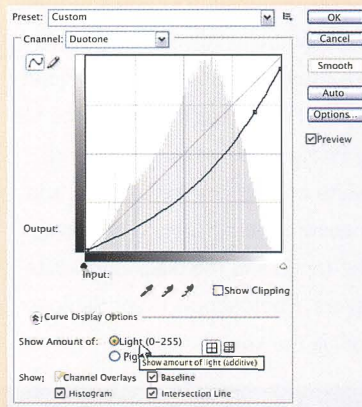 Preset: Custom
OK
Channel: Duotone
Cancel
Smooth
Auto
Options...
Preview
Output:
Input:
Show Clipping
Curve Display Options
Show Amount of: Light (0-255)
Show amount of light (additive)
Show: Channel Overlays Baseline
Histogram Intersection Line